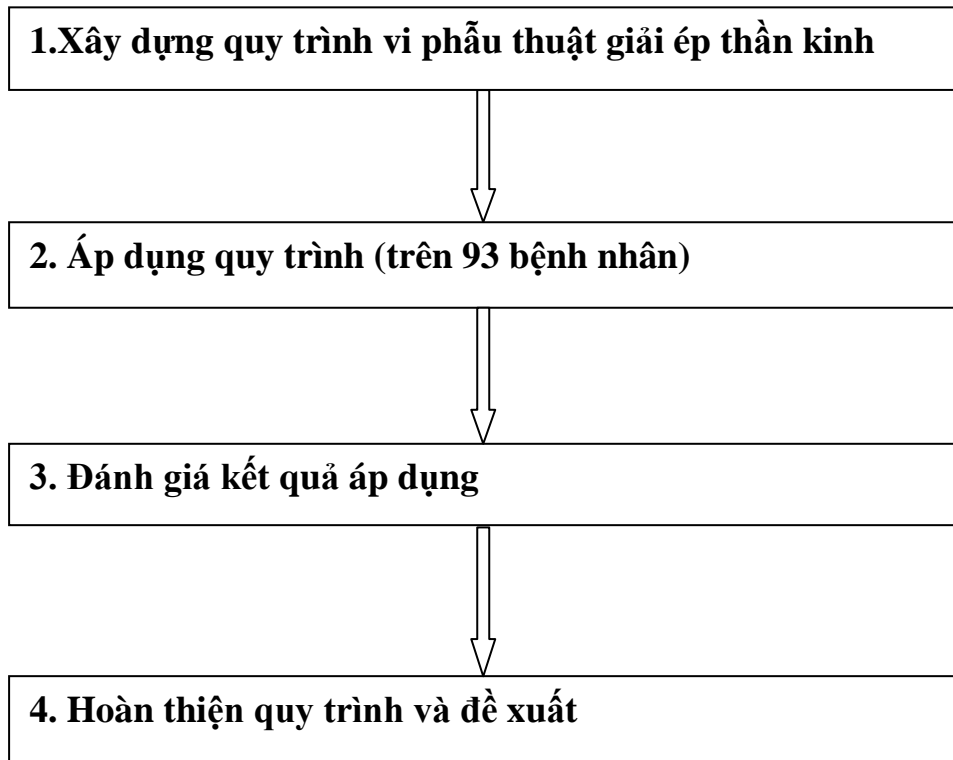 1.Xây dựng quy trình vi phẫu thuật giải ép thần kinh
2. Áp dụng quy trình (trên 93 bệnh nhân)
3. Đánh giá kết quả áp dụng
4. Hoàn thiện quy trình và đề xuất